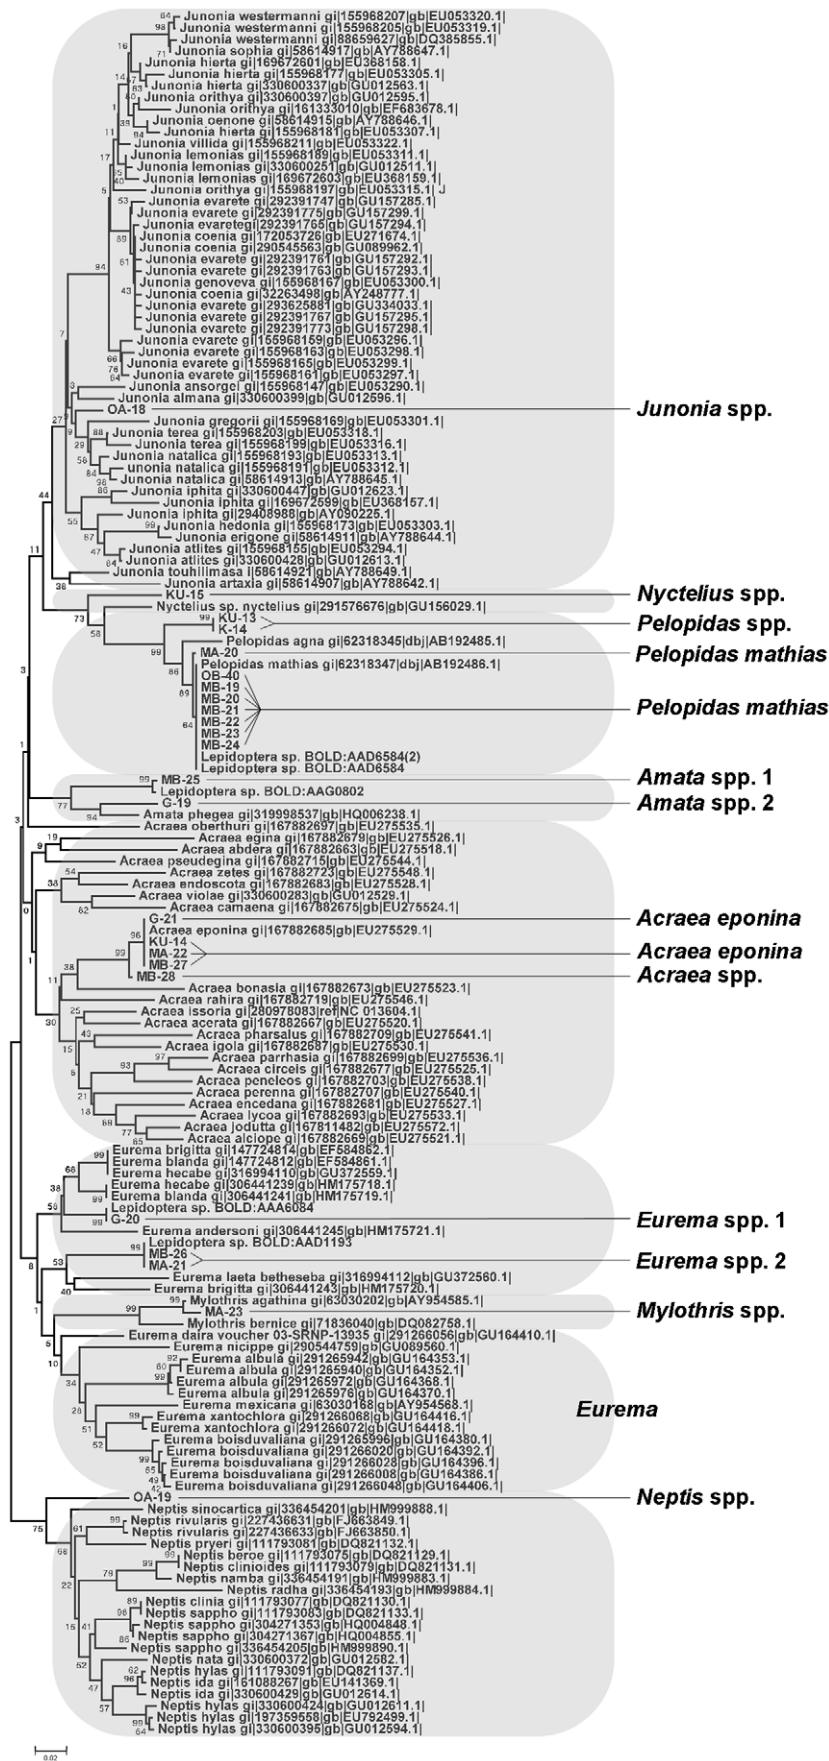 Junonia westermanni gi|155968207|gb|EU053320.1|
Junonia westermanni gi|155968205|gb|EU053319.1|
Junonia westermanni gi|88659627|gb|DQ385855.1|
Junonia sophia gi|58614917|gb|AY788647.1|
Junonia hierta gi|169672601|gb|EU368158.1|
Junonia hierta gi|155968177|gb|EU053305.1|
Junonia hierta gi|330600337|gb|GU012563.1|
Junonia orithya gi|330600397|gb|GU012595.1|
Junonia orithya gi|161333010|gb|EF683678.1|
Junonia oenone gi|58614915|gb|AY788646.1|
Junonia hierta gi|155968181|gb|EU053307.1|
Junonia villida gi|155968211|gb|EU053322.1|
Junonia lemonias gi|155968189|gb|EU053311.1|
Junonia lemonias gi|330600251|gb|GU012511.1|
Junonia lemonias gi|169672603|gb|EU368159.1|
Junonia orithya gi|155968197|gb|EU053315.1| J
Junonia evarete gi|292391747|gb|GU157285.1|
Junonia evarete gi|292391775|gb|GU157299.1|
Junonia evaretegi|292391765|gb|GU157294.1|
Junonia coenia gi|172053726|gb|EU271674.1|
Junonia coenia gi|290545563|gb|GU089962.1|
Junonia evarete gi|292391761|gb|GU157292.1|
Junonia evarete gi|292391763|gb|GU157293.1|
Junonia genoveva gi|155968167|gb|EU053300.1|
Junonia coenia gi|32263498|gb|AY248777.1|
Junonia evarete gi|293625881|gb|GU334033.1|
Junonia evarete gi|292391767|gb|GU157295.1|
Junonia evarete gi|292391773|gb|GU157298.1|
Junonia evarete gi|155968159|gb|EU053296.1|
Junonia evarete gi|155968163|gb|EU053298.1|
Junonia evarete gi|155968165|gb|EU053299.1|
Junonia evarete gi|155968161|gb|EU053297.1|
Junonia ansorgei gi|155968147|gb|EU053290.1|
Junonia almana gi|330600399|gb|GU012596.1|
OA-18 Junonia spp.
Junonia gregorii gi|155968169|gb|EU053301.1|
Junonia terea gi|155968203|gb|EU053318.1|
Junonia terea gi|155968199|gb|EU053316.1|
Junonia natalica gi|155968193|gb|EU053313.1|
unonia natalica gi|155968191|gb|EU053312.1|
Junonia natalica gi|58614913|gb|AY788645.1|
Junonia iphita gi|330600447|gb|GU012623.1|
Junonia iphita gi|169672599|gb|EU368157.1|
Junonia iphita gi|29408988|gb|AY090225.1|
Junonia hedonia gi|155968173|gb|EU053303.1|
Junonia erigone gi|58614911|gb|AY788644.1|
Junonia atlites gi|155968155|gb|EU053294.1|
Junonia atlites gi|330600428|gb|GU012613.1|
Junonia touhilimasa i|58614921|gb|AY788649.1|
Junonia artaxia gi|58614907|gb|AY788642.1|
KU-15 Nyctelius spp.
Nyctelius sp. nyctelius gi|291576676|gb|GU156029.1|
KU-13
K-14 Pelopidas spp.
Pelopidas agna gi|62318345|dbj|AB192485.1|
MA-20 Pelopidas mathias
Pelopidas mathias gi|62318347|dbj|AB192486.1|
OB-40
MB-19
MB-20
MB-21 Pelopidas mathias
MB-22
MB-23
MB-24
Lepidoptera sp. BOLD:AAD6584(2)
Lepidoptera sp. BOLD:AAD6584
MB-25 Amata spp. 1
Lepidoptera sp. BOLD:AAG0802
G-19 Amata spp. 2
Amata phegea gi|319998537|gb|HQ006238.1|
Acraea oberthuri gi|167882697|gb|EU275535.1|
Acraea egina gi|167882679|gb|EU275526.1|
Acraea abdera gi|167882663|gb|EU275518.1|
Acraea pseudegina gi|167882715|gb|EU275544.1|
Acraea zetes gi|167882723|gb|EU275548.1|
Acraea endoscota gi|167882683|gb|EU275528.1|
Acraea violae gi|330600283|gb|GU012529.1|
Acraea camaena gi|167882675|gb|EU275524.1|
G-21 Acraea eponina
Acraea eponina gi|167882685|gb|EU275529.1|
KU-14
MA-22 Acraea eponina
MB-27
MB-28 Acraea spp.
Acraea bonasia gi|167882673|gb|EU275523.1|
Acraea rahira gi|167882719|gb|EU275546.1|
Acraea issoria gi|280978083|ref|NC 013604.1|
Acraea acerata gi|167882667|gb|EU275520.1|
Acraea pharsalus gi|167882709|gb|EU275541.1|
Acraea igola gi|167882687|gb|EU275530.1|
Acraea parrhasia gi|167882699|gb|EU275536.1|
Acraea circeis gi|167882677|gb|EU275525.1|
Acraea peneleos gi|167882703|gb|EU275538.1|
Acraea perenna gi|167882707|gb|EU275540.1|
Acraea encedana gi|167882681|gb|EU275527.1|
Acraea lycoa gi|167882693|gb|EU275533.1|
Acraea jodutta gi|167811482|gb|EU275572.1|
Acraea alciope gi|167882669|gb|EU275521.1|
Eurema brigitta gi|147724814|gb|EF584862.1|
Eurema blanda gi|147724812|gb|EF584861.1|
Eurema hecabe gi|316994110|gb|GU372559.1|
Eurema hecabe gi|306441239|gb|HM175718.1|
Eurema blanda gi|306441241|gb|HM175719.1|
Lepidoptera sp. BOLD:AAA6084
G-20 Eurema spp. 1
Eurema andersoni gi|306441245|gb|HM175721.1|
Lepidoptera sp. BOLD:AAD1193
MB-26 Eurema spp. 2
MA-21
Eurema laeta betheseba gi|316994112|gb|GU372560.1|
Eurema brigitta gi|306441243|gb|HM175720.1|
Mylothris agathina gi|63030202|gb|AY954585.1|
MA-23 Mylothris spp.
Mylothris bernice gi|71836040|gb|DQ082758.1|
Eurema daira voucher 03-SRNP-13935 gi|291266056|gb|GU164410.1|
Eurema nicippe gi|290544759|gb|GU089560.1|
Eurema albula gi|291265942|gb|GU164353.1|
Eurema albula gi|291265940|gb|GU164352.1|
Eurema albula gi|291265972|gb|GU164368.1|
Eurema albula gi|291265976|gb|GU164370.1|
Eurema mexicana gi|63030168|gb|AY954568.1|
Eurema xantochlora gi|291266068|gb|GU164416.1| Eurema
Eurema xantochlora gi|291266072|gb|GU164418.1|
Eurema boisduvaliana gi|291265996|gb|GU164380.1|
Eurema boisduvaliana gi|291266020|gb|GU164392.1|
Eurema boisduvaliana gi|291266028|gb|GU164396.1|
Eurema boisduvaliana gi|291266008|gb|GU164386.1|
Eurema boisduvaliana gi|291266048|gb|GU164406.1|
OA-19 Neptis spp.
Neptis sinocartica gi|336454201|gb|HM999888.1|
Neptis rivularis gi|227436631|gb|FJ663849.1|
Neptis rivularis gi|227436633|gb|FJ663850.1|
Neptis pryeri gi|111793081|gb|DQ821132.1|
Neptis beroe gi|111793075|gb|DQ821129.1|
Neptis clinioides gi|111793079|gb|DQ821131.1|
Neptis namba gi|336454191|gb|HM999883.1|
Neptis radha gi|336454193|gb|HM999884.1|
Neptis clinia gi|111793077|gb|DQ821130.1|
Neptis sappho gi|111793083|gb|DQ821133.1|
Neptis sappho gi|304271353|gb|HQ004848.1|
Neptis sappho gi|304271367|gb|HQ004855.1|
Neptis sappho gi|336454205|gb|HM999890.1|
Neptis nata gi|330600372|gb|GU012582.1|
Neptis hylas gi|111793091|gb|DQ821137.1|
Neptis ida gi|161088267|gb|EU141369.1|
Neptis ida gi|330600429|gb|GU012614.1|
Neptis hylas gi|330600424|gb|GU012611.1|
Neptis hylas gi|197359558|gb|EU792499.1|
Neptis hylas gi|330600395|gb|GU012594.1|
0.02